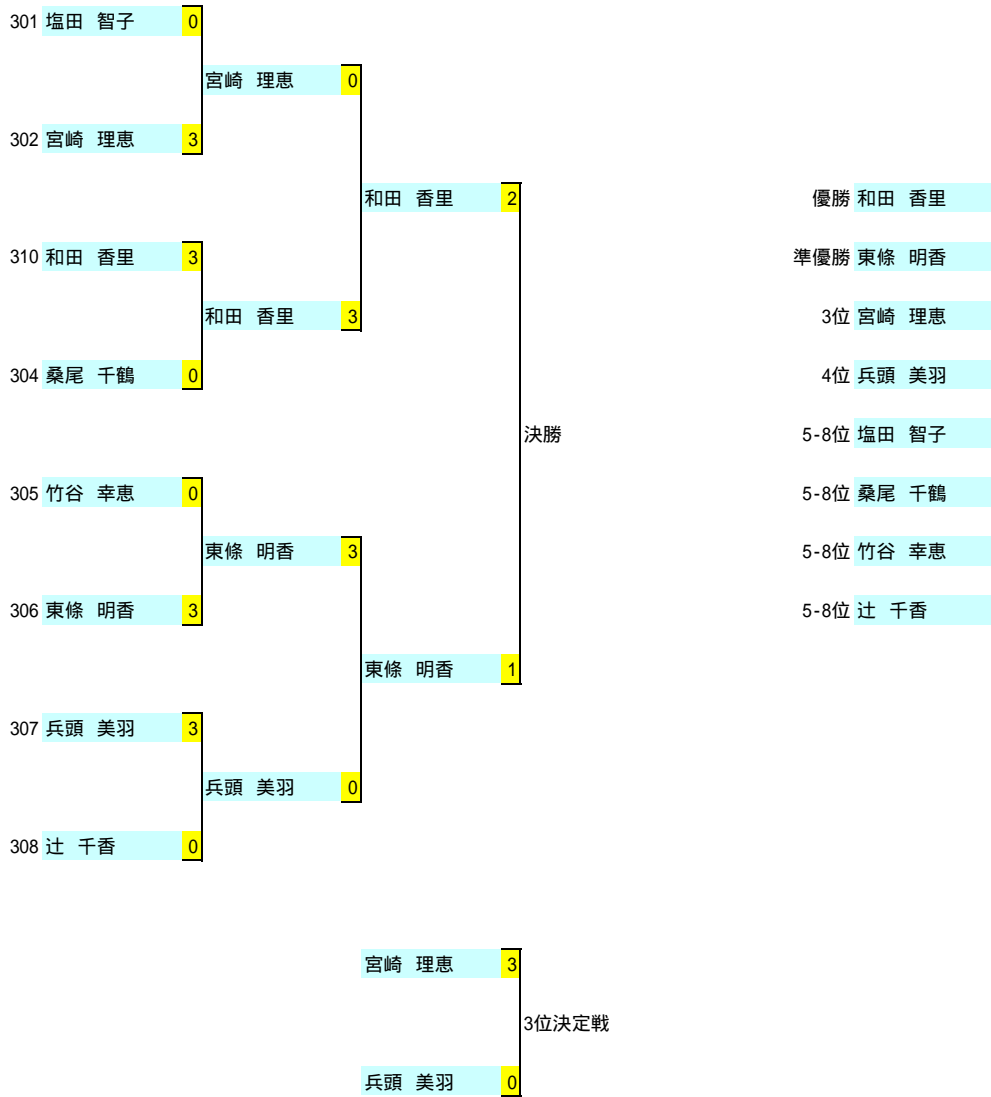 301 塩田 智子 0
宮崎 理恵 0
302 宮崎 理恵 3
和田 香里 2
優勝 和田 香里
310 和田 香里 3
準優勝 東條 明香
和田 香里 3
3位 宮崎 理恵
304 桑尾 千鶴 0
4位 兵頭 美羽
決勝
5-8位 塩田 智子
305 竹谷 幸恵 0
5-8位 桑尾 千鶴
東條 明香 3
5-8位 竹谷 幸恵
306 東條 明香 3
5-8位 辻 千香
東條 明香 1
307 兵頭 美羽 3
兵頭 美羽 0
308 辻 千香 0
宮崎 理恵 3
3位決定戦
兵頭 美羽 0